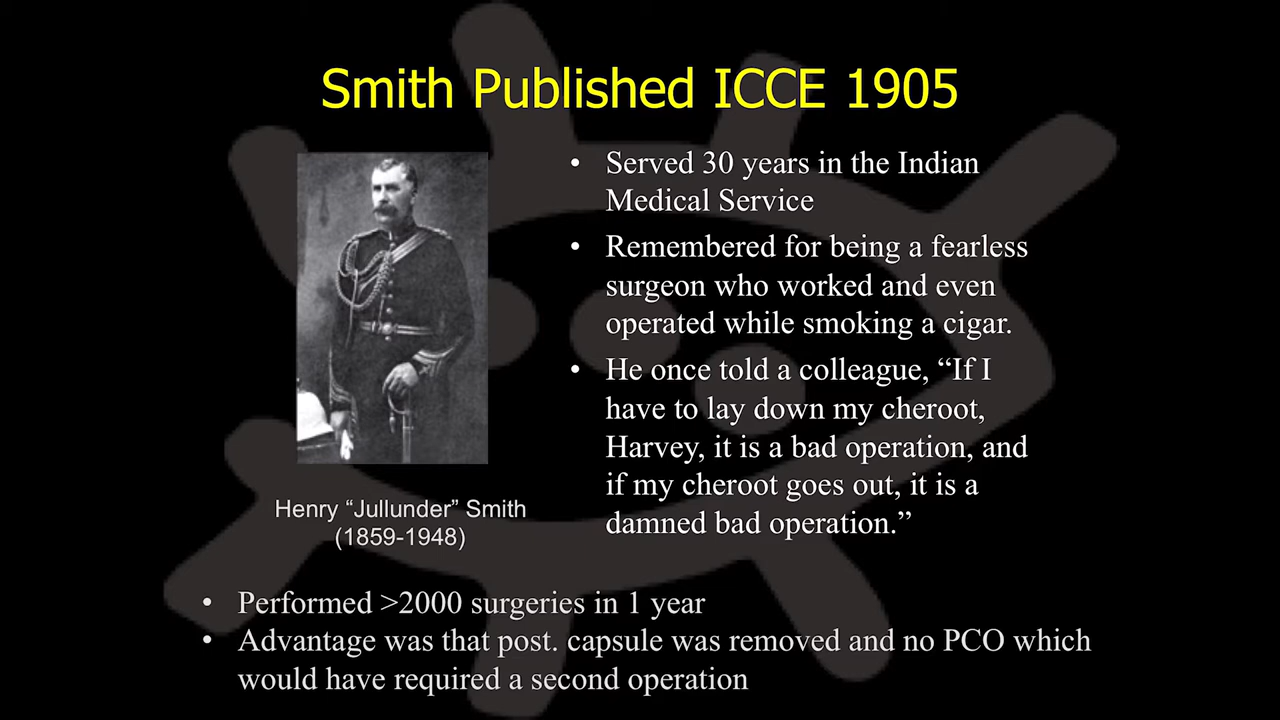 Smith Published ICCE 1905
• Served 30 years in the Indian
Medical Service
• Remembered for being a fearless
surgeon who worked and even
operated while smoking a cigar.
• He once told a colleague, “If I
have to lay down my cheroot,
Harvey, it is a bad operation, and
if my cheroot goes out, it is a
damned bad operation.”
Henry “Jullunder” Smith
(1859-1948)
• Performed >2000 surgeries in 1 year
• Advantage was that post. capsule was removed and no PCO which
would have required a second operation